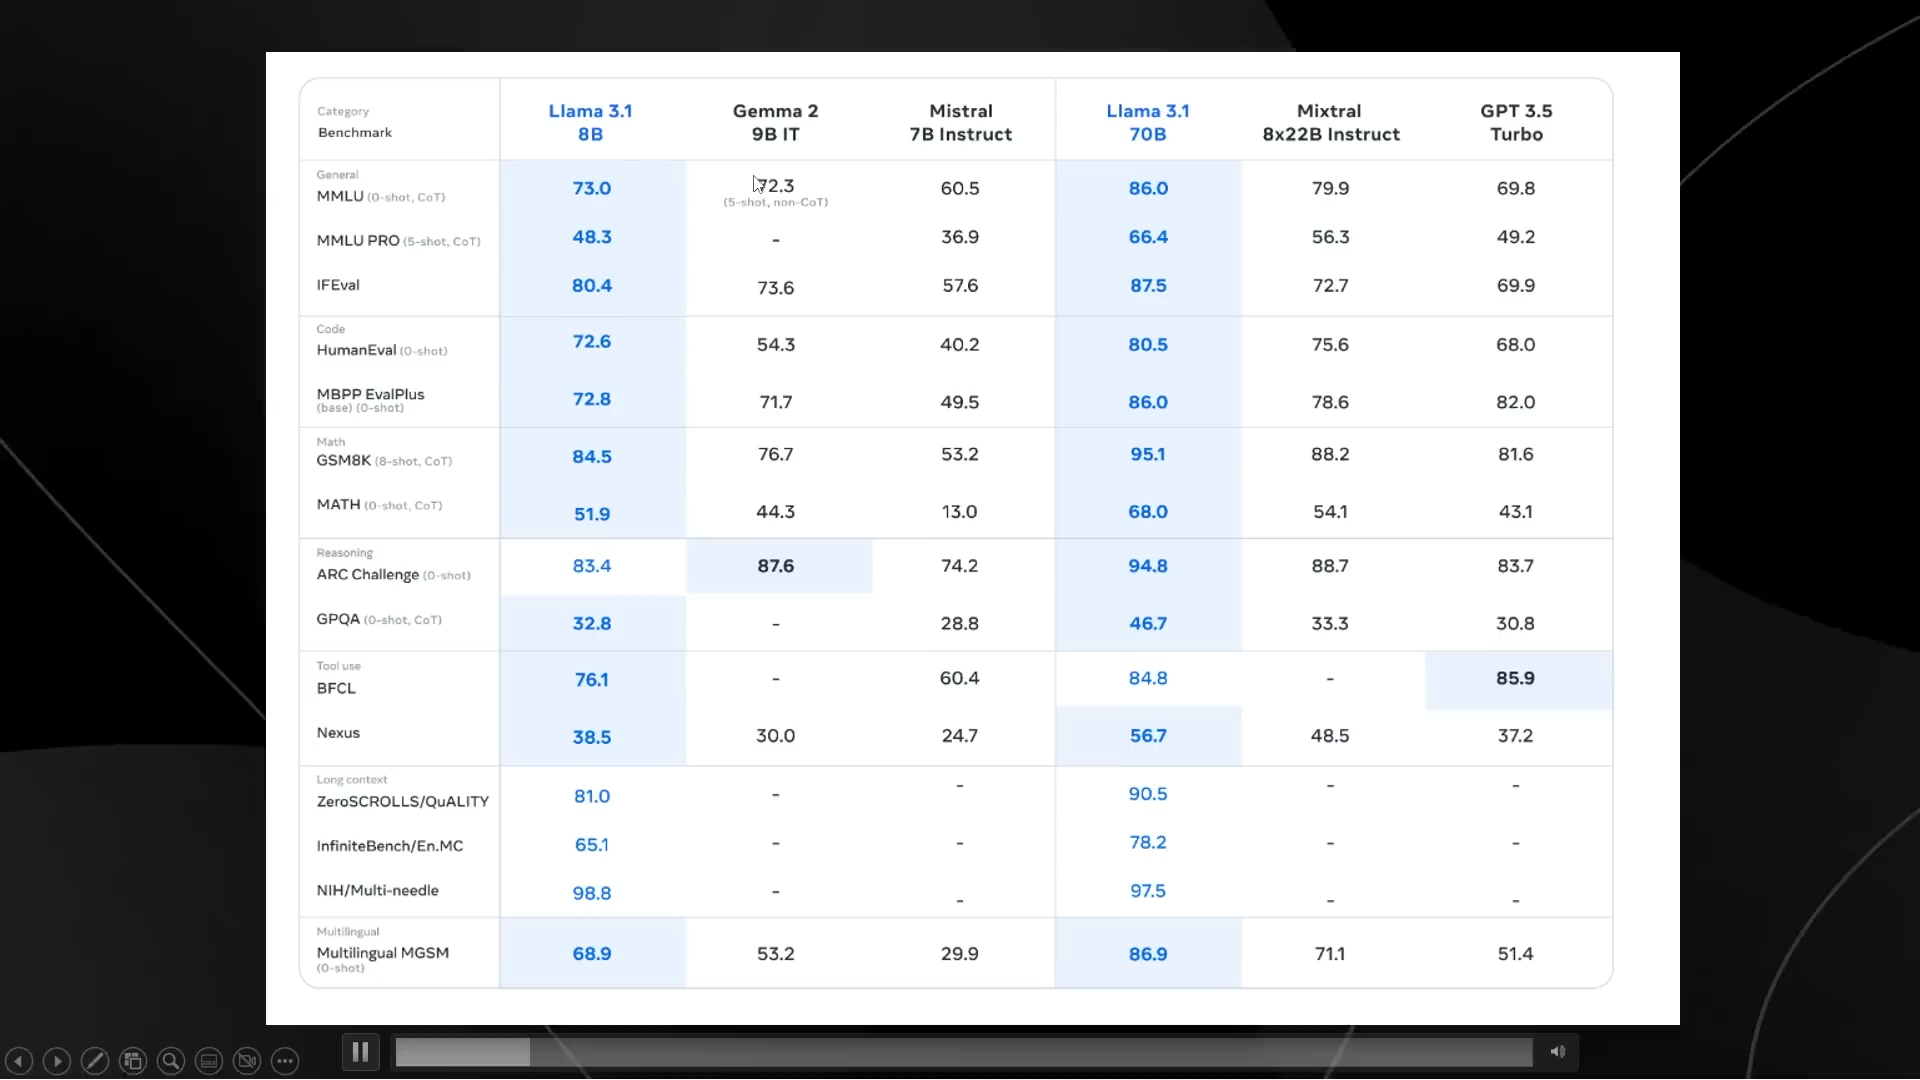 Category
Benchmark
Llama 3.1
8B
Gemma 2
9B IT
Mistral
7B Instruct
Llama 3.1
70B
Mixtral
8x22B Instruct
GPT 3.5
Turbo
General
MMLU (0-shot, CoT) 73.0 72.3 60.5 86.0 79.9 69.8
(5-shot, non-CoT)
MMLU PRO (5-shot, CoT) 48.3 - 36.9 66.4 56.3 49.2
IFEval 80.4 73.6 57.6 87.5 72.7 69.9
Code
HumanEval (0-shot) 72.6 54.3 40.2 80.5 75.6 68.0
MBPP EvalPlus 72.8 71.7 49.5 86.0 78.6 82.0
(base) (0-shot)
Math
GSM8K (8-shot, CoT) 84.5 76.7 53.2 95.1 88.2 81.6
MATH (0-shot, CoT) 51.9 44.3 13.0 68.0 54.1 43.1
Reasoning
ARC Challenge (0-shot) 83.4 87.6 74.2 94.8 88.7 83.7
GPQA (0-shot, CoT) 32.8 - 28.8 46.7 33.3 30.8
Tool use
BFCL 76.1 - 60.4 84.8 - 85.9
Nexus 38.5 30.0 24.7 56.7 48.5 37.2
Long context
ZeroSCROLLS/QuALITY 81.0 - - 90.5 - -
InfiniteBench/En.MC 65.1 - - 78.2 - -
NIH/Multi-needle 98.8 - - 97.5 - -
Multilingual
Multilingual MGSM 68.9 53.2 29.9 86.9 71.1 51.4
(0-shot)